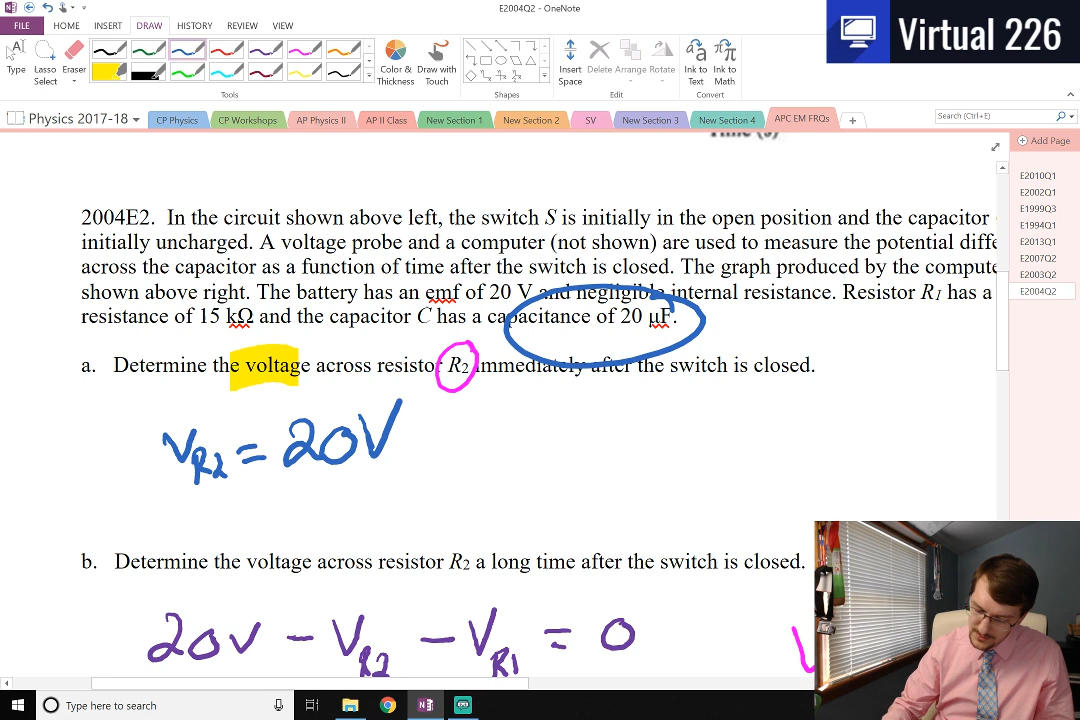 E2004Q2 - OneNote
FILE HOME INSERT DRAW HISTORY REVIEW VIEW
Virtual 226
Type Lasso Select Eraser Color & Thickness Draw with Touch Insert Space Delete Arrange Rotate Ink to Text Ink to Math
Tools Shapes Edit Convert
Physics 2017-18 CP Physics CP Workshops AP Physics II AP II Class New Section 1 New Section 2 SV New Section 3 New Section 4 APC EM FRQs + Search (Ctrl+E)
Add Page
E2010Q1
E2002Q1
E1999Q3
E1994Q1
E2013Q1
E2007Q2
E2003Q2
E2004Q2
2004E2. In the circuit shown above left, the switch S is initially in the open position and the capacitor
initially uncharged. A voltage probe and a computer (not shown) are used to measure the potential diffe
across the capacitor as a function of time after the switch is closed. The graph produced by the compute
shown above right. The battery has an emf of 20 V and negligible internal resistance. Resistor R1 has a
resistance of 15 kΩ and the capacitor C has a capacitance of 20 μF.
a. Determine the voltage across resistor R2 immediately after the switch is closed.
VR2 = 20V
b. Determine the voltage across resistor R2 a long time after the switch is closed.
20V - VR2 - VR1 = 0
Type here to search